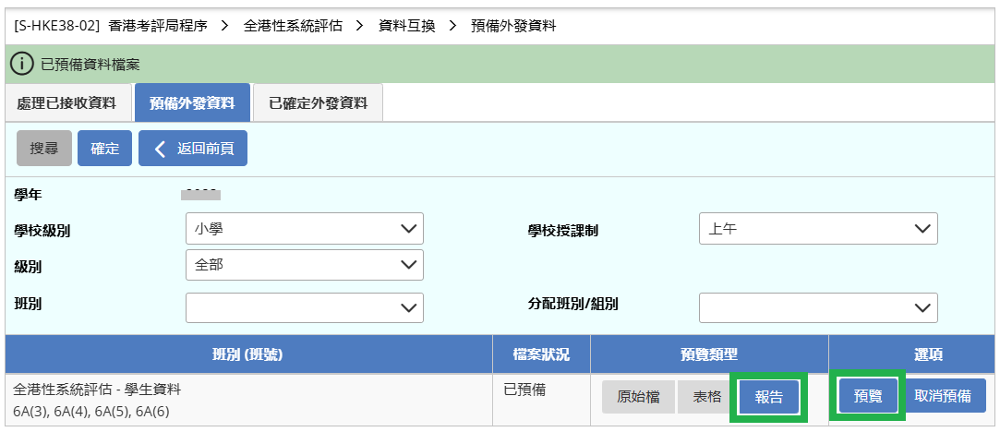 [S-HKE38-02] 香港考評局程序 > 全港性系統評估 > 資料互換 > 預備外發資料
已預備資料檔案
處理已接收資料 預備外發資料 已確定外發資料
搜尋 確定 返回前頁
學年
學校級別 小學 學校授課制 上午
級別 全部
班別 分配班別/組別
班別 (班號) 檔案狀況 預覽類型 選項
全港性系統評估 - 學生資料 已預備 原始檔 表格 報告 預覽 取消預備
6A(3), 6A(4), 6A(5), 6A(6)